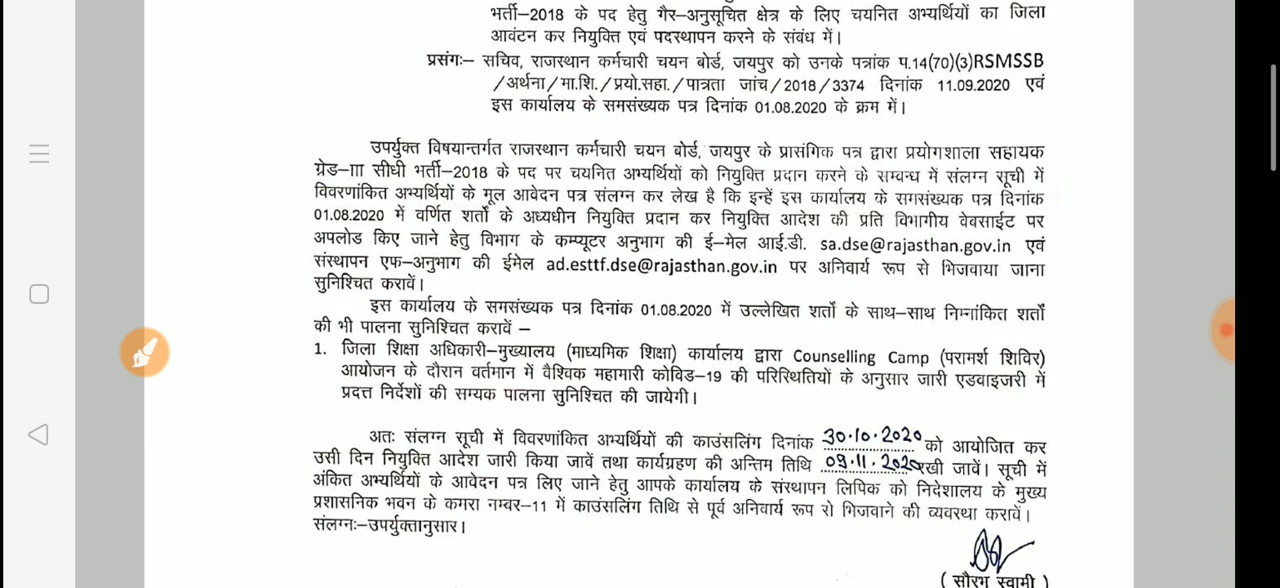 भर्ती–2018 के पद हेतु गैर–अनुसूचित क्षेत्र के लिए चयनित अभ्यर्थियों का जिला
आवंटन कर नियुक्ति एवं पदस्थापन करने के संबंध में।
प्रसंगः– सचिव, राजस्थान कर्मचारी चयन बोर्ड, जयपुर को उनके पत्रांक प.14(70)(3)RSMSSB
/अर्थना/मा.शि./प्रयो.सहा./पात्रता जांच/2018/3374 दिनांक 11.09.2020 एवं
इस कार्यालय के समसंख्यक पत्र दिनांक 01.08.2020 के क्रम में।
उपर्युक्त विषयान्तर्गत राजस्थान कर्मचारी चयन बोर्ड, जयपुर के प्रासंगिक पत्र द्वारा प्रयोगशाला सहायक
ग्रेड–III सीधी भर्ती–2018 के पद पर चयनित अभ्यर्थियों को नियुक्ति प्रदान करने के सम्बन्ध में संलग्न सूची में
विवरणांकित अभ्यर्थियों के मूल आवेदन पत्र संलग्न कर लेख है कि इन्हें इस कार्यालय के रागसंख्यक पत्र दिनांक
01.08.2020 में वर्णित शर्तो के अध्यधीन नियुक्ति प्रदान कर नियुक्ति आदेश की प्रति विभागीय वेबसाईट पर
अपलोड किए जाने हेतु विभाग के कम्प्यूटर अनुभाग की ई–मेल आई.डी. sa.dse@rajasthan.gov.in एवं
संस्थापन एफ–अनुभाग की ईमेल ad.esttf.dse@rajasthan.gov.in पर अनिवार्य रूप से भिजवाया जाना
सुनिश्चित करावें।
इस कार्यालय के समसंख्यक पत्र दिनांक 01.08.2020 में उल्लेखित शर्तो के साथ–साथ निम्नांकित शर्तों
की भी पालना सुनिश्चित करावें –
1. जिला शिक्षा अधिकारी–मुख्यालय (माध्यमिक शिक्षा) कार्यालय द्वारा Counselling Camp (परामर्श शिविर)
आयोजन के दौरान वर्तमान में वैश्विक महामारी कोविड–19 की परिस्थितियों के अनुसार जारी एडवाइजरी में
प्रदत्त निर्देशों की सम्यक पालना सुनिश्चित की जायेगी।
अतः संलग्न सूची में विवरणांकित अभ्यर्थियों की काउंसलिंग दिनांक 30.10.2020 को आयोजित कर
उसी दिन नियुक्ति आदेश जारी किया जावें तथा कार्यग्रहण की अन्तिम तिथि 09.11.2020 रखी जावें। सूची में
अंकित अभ्यर्थियों के आवेदन पत्र लिए जाने हेतु आपके कार्यालय के संस्थापन लिपिक को निदेशालय के मुख्य
प्रशासनिक भवन के कमरा नम्बर–11 में काउंसलिंग तिथि से पूर्व अनिवार्य रूप रो भिजवाने की व्यवस्था करावें।
संलग्नः–उपर्युक्तानुसार।
( सौरभ स्वामी )